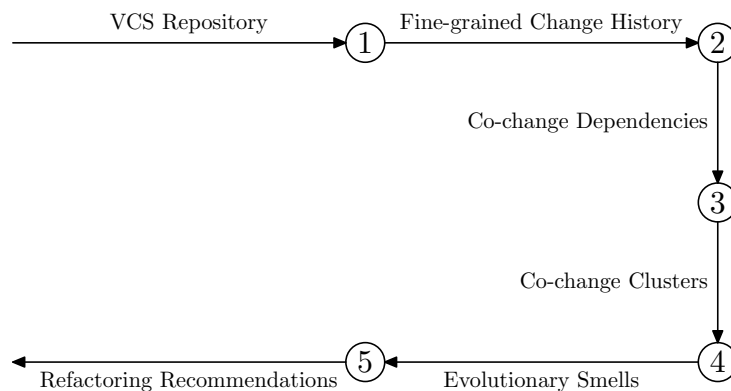 VCS Repository
1
Fine-grained Change History
2
Co-change Dependencies
3
Co-change Clusters
4
Evolutionary Smells
5
Refactoring Recommendations